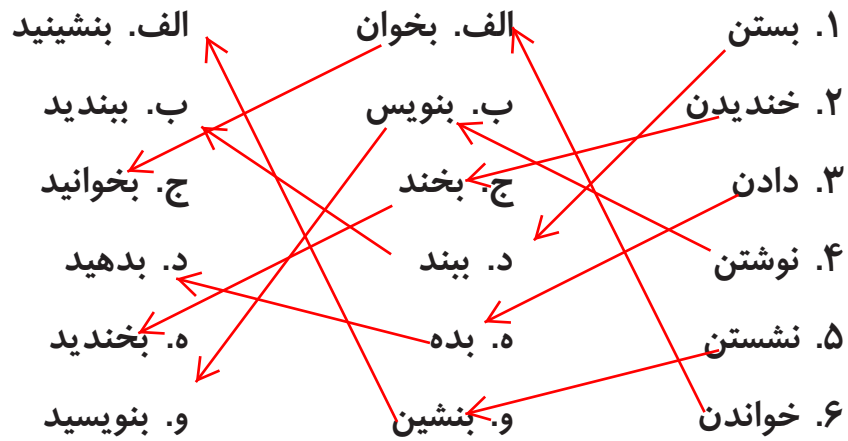 ۱. بستن الف. بخوان الف. بنشینید
۲. خندیدن ب. بنویس ب. ببندید
۳. دادن ج. بخند ج. بخوانید
۴. نوشتن د. ببند د. بدهید
۵. نشستن ه. بده ه. بخندید
۶. خواندن و. بنشین و. بنویسید